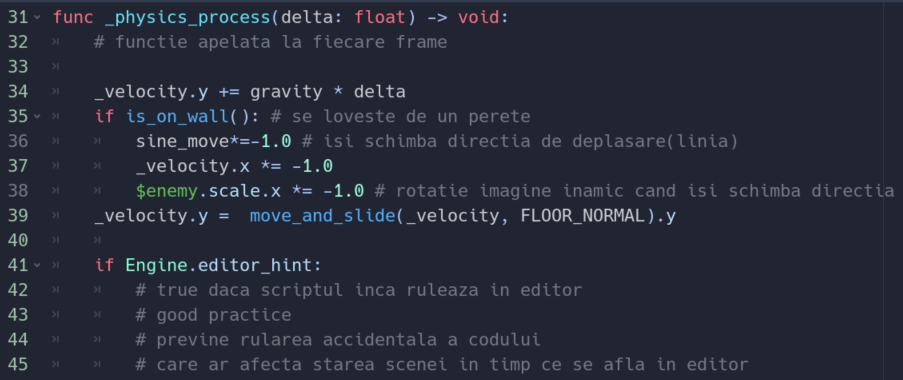 31 func _physics_process(delta: float) -> void:
32 # functie apelata la fiecare frame
33
34 _velocity.y += gravity * delta
35 if is_on_wall(): # se loveste de un perete
36 sine_move*=-1.0 # isi schimba directia de deplasare(linia)
37 _velocity.x *= -1.0
38 $enemy.scale.x *= -1.0 # rotatie imagine inamic cand isi schimba directia
39 _velocity.y =  move_and_slide(_velocity, FLOOR_NORMAL).y
40
41 if Engine.editor_hint:
42 # true daca scriptul inca ruleaza in editor
43 # good practice
44 # previne rularea accidentala a codului
45 # care ar afecta starea scenei in timp ce se afla in editor